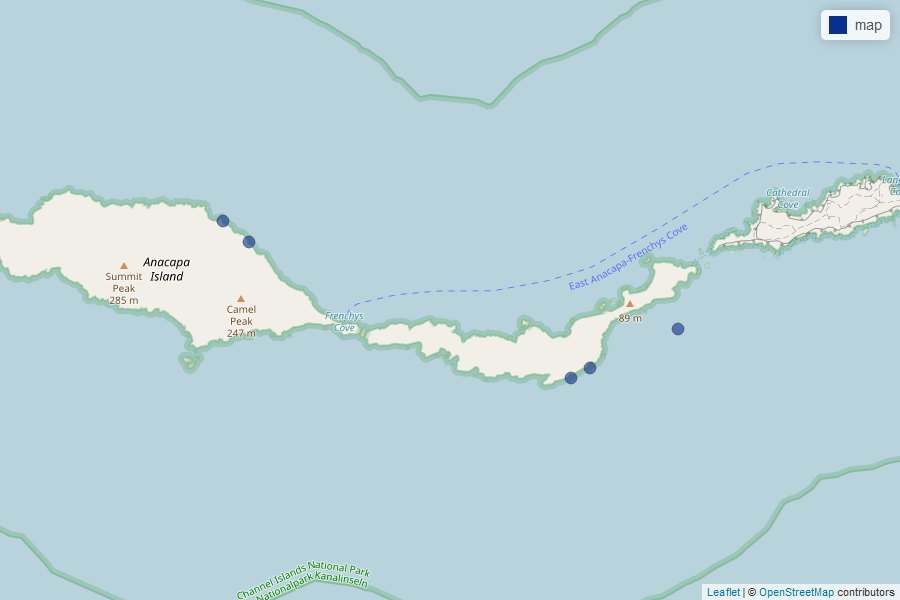 map
Cathedral
Cove
East Anacapa-Frenchys Cove
Anacapa
Island
Summit
Peak
285 m
Camel
Peak
247 m
Frenchys
Cove
89 m
Channel Islands National Park
Nationalpark Kanalinseln
Leaflet | © OpenStreetMap contributors